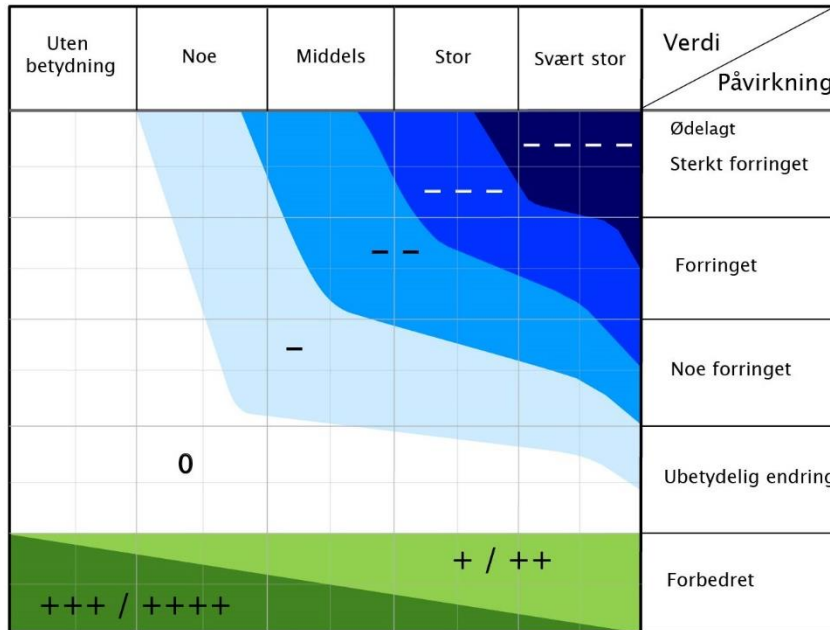 Uten
betydning
Noe
Middels
Stor
Svært stor
Verdi
Påvirkning
Ødelagt
Sterkt forringet
– – – –
– – –
Forringet
– –
Noe forringet
–
Ubetydelig endring
0
Forbedret
+ / ++
+++ / ++++